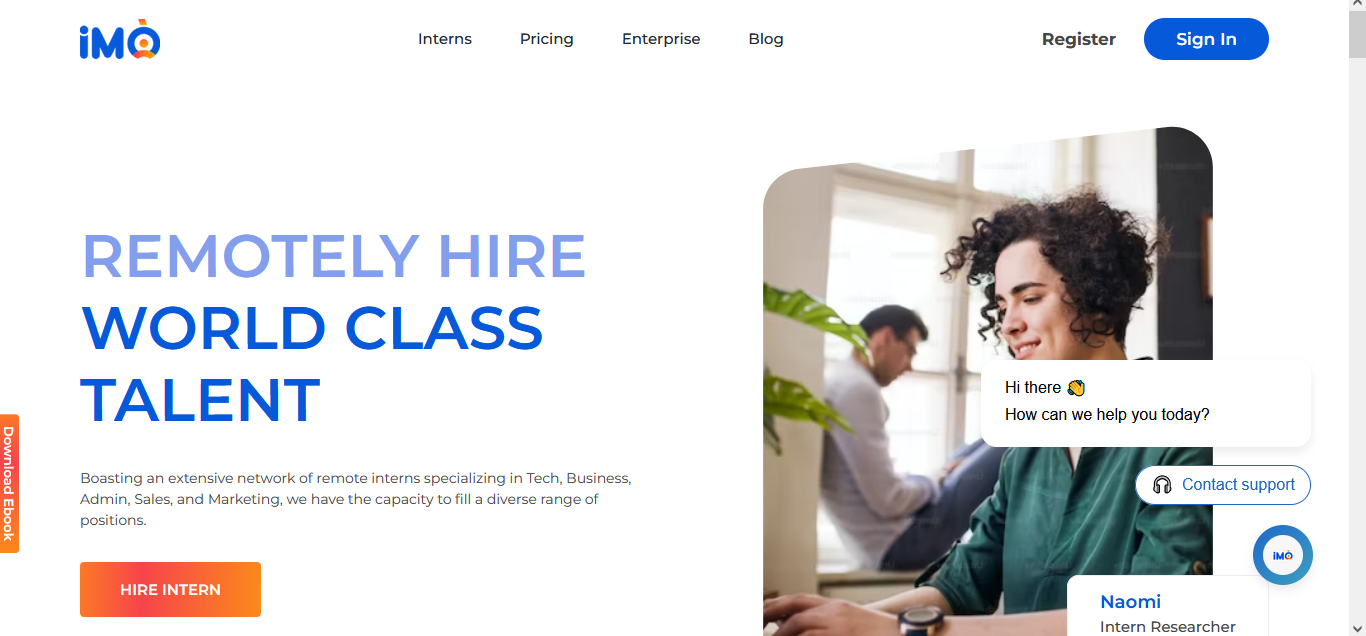 iMÒ
Interns
Pricing
Enterprise
Blog
Register
Sign In
REMOTELY HIRE
WORLD CLASS
TALENT
Boasting an extensive network of remote interns specializing in Tech, Business,
Admin, Sales, and Marketing, we have the capacity to fill a diverse range of
positions.
HIRE INTERN
Download Ebook
Hi there 👏
How can we help you today?
Contact support
iMÒ
Naomi
Intern Researcher